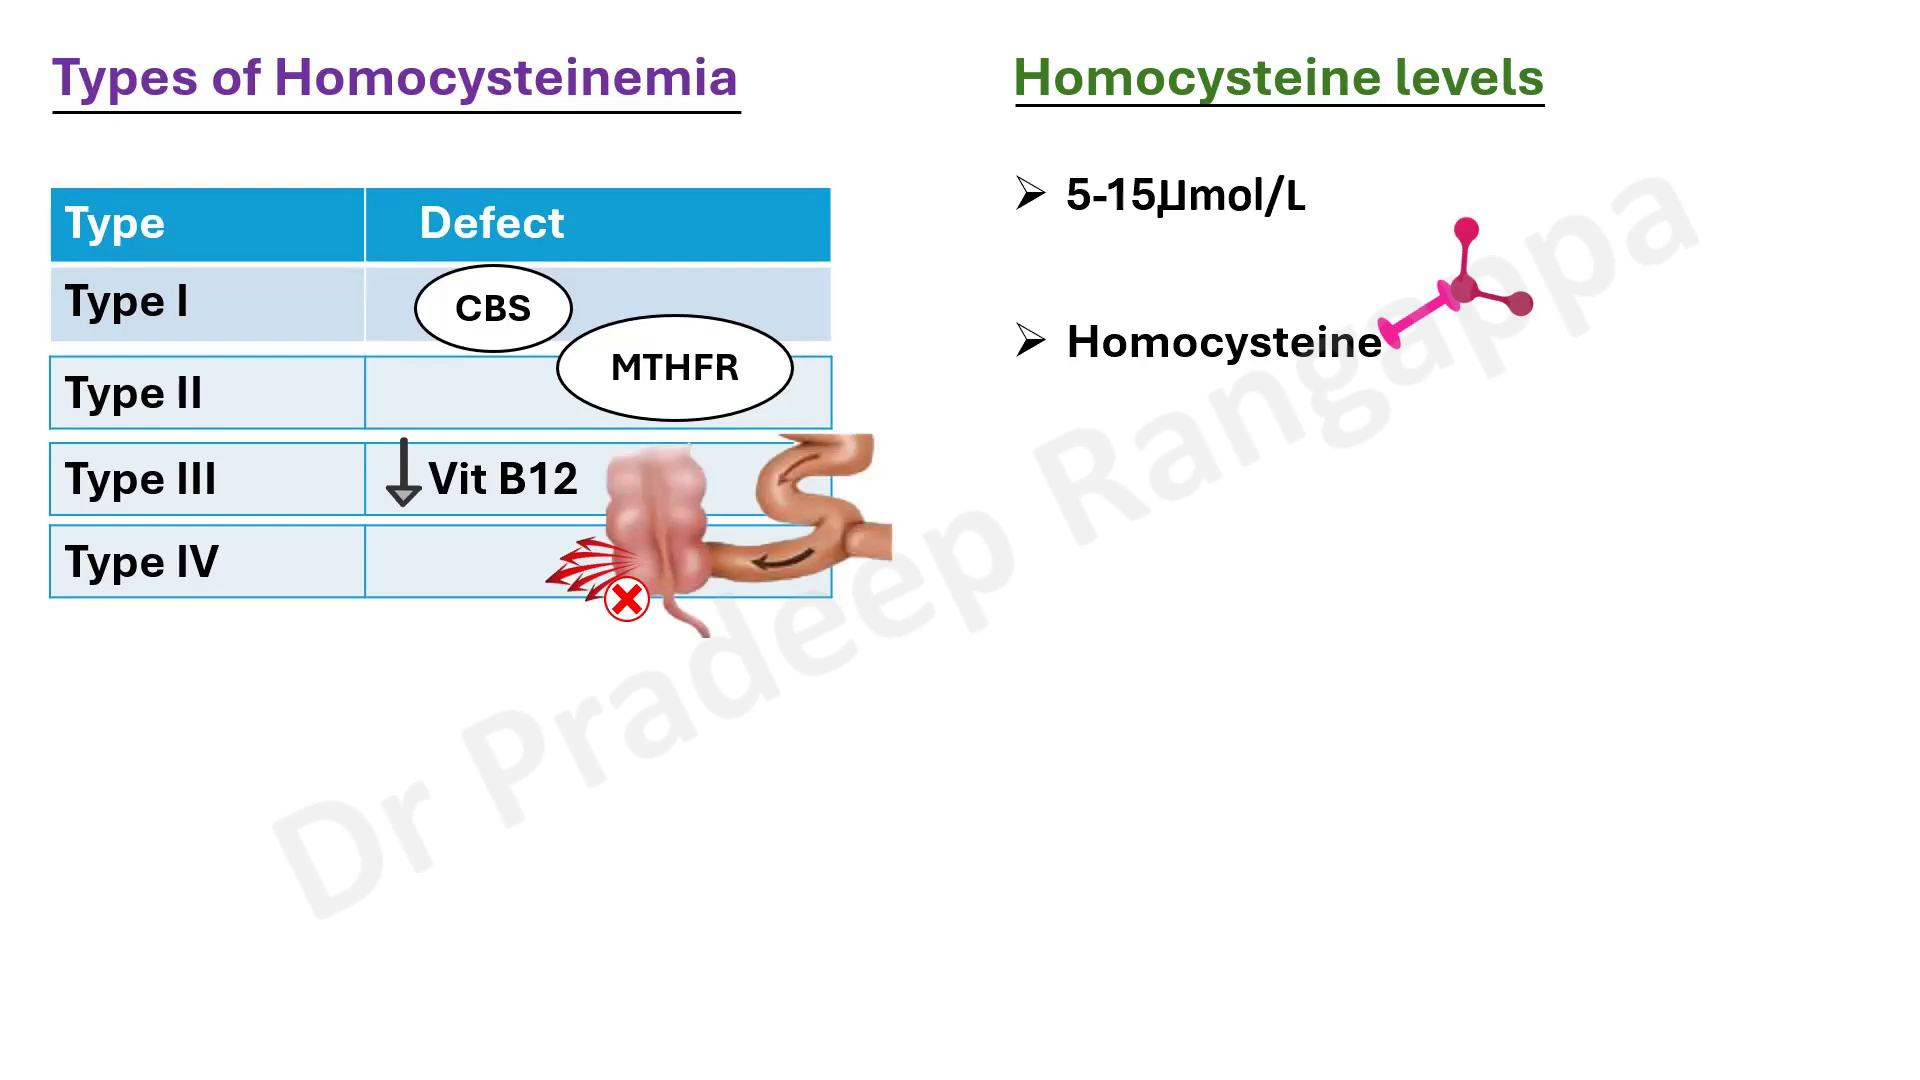 Types of Homocysteinemia
Type Defect
Type I CBS
Type II MTHFR
Type III Vit B12
Type IV
Homocysteine levels
5-15μmol/L
Homocysteine
Dr Pradeep Rangappa